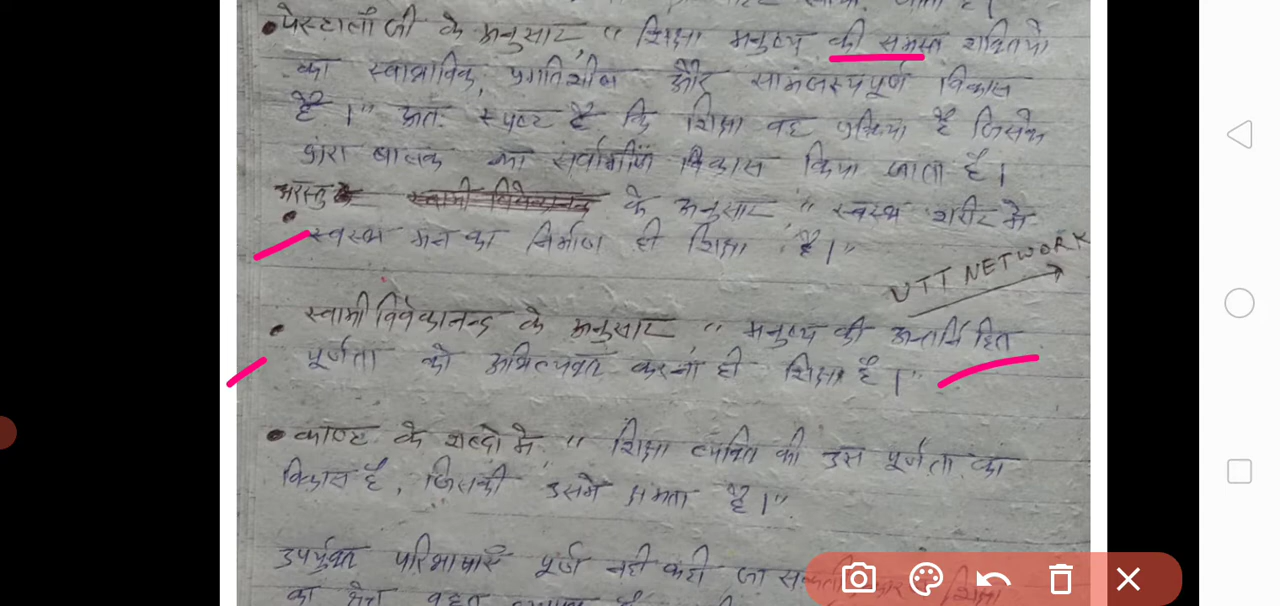 पेस्टालॉजी के अनुसार, " शिक्षा मनुष्य की समस्त शक्तियो
का स्वाभाविक, प्रगतिशील और सामंजस्यपूर्ण विकास
है।" अतः स्पष्ट है कि शिक्षा वह प्रक्रिया है जिसके
द्वारा बालक का सर्वांगीण विकास किया जाता है।
अरस्तु के अनुसार, " स्वस्थ शरीर मे
स्वस्थ मन का निर्माण ही शिक्षा है।"
UTT NETWORK
स्वामी विवेकानन्द के अनुसार, " मनुष्य की अन्तर्निहित
पूर्णता को अभिव्यक्त करना ही शिक्षा है।"
काण्ट के शब्दो मे, " शिक्षा व्यक्ति की उस पूर्णता का
विकास है, जिसकी उसमे क्षमता है।"
उपर्युक्त परिभाषाएँ पूर्ण नही कही जा शिक्षा
का क्षेत्र बहुत